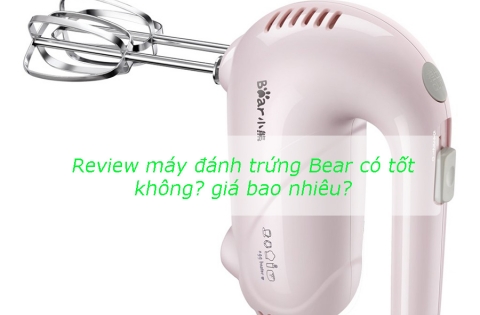 Bear小熊
Review máy đánh trứng Bear có tốt
không? giá bao nhiêu?